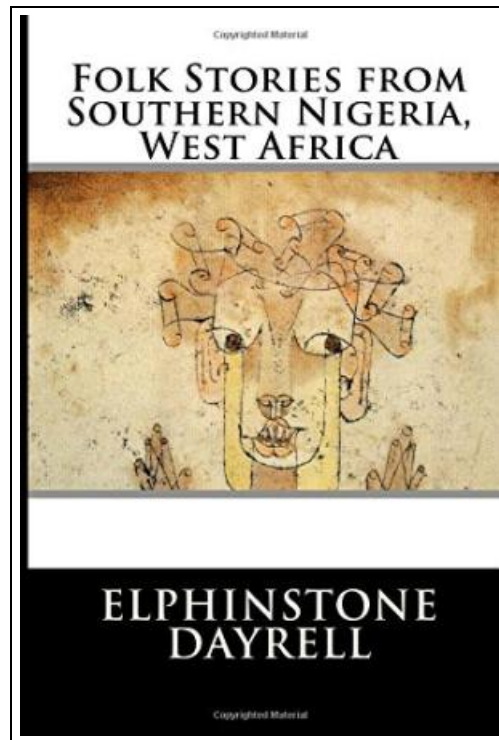 Copyrighted Material
FOLK STORIES FROM
SOUTHERN NIGERIA,
WEST AFRICA
ELPHINSTONE
DAYRELL
Copyrighted Material